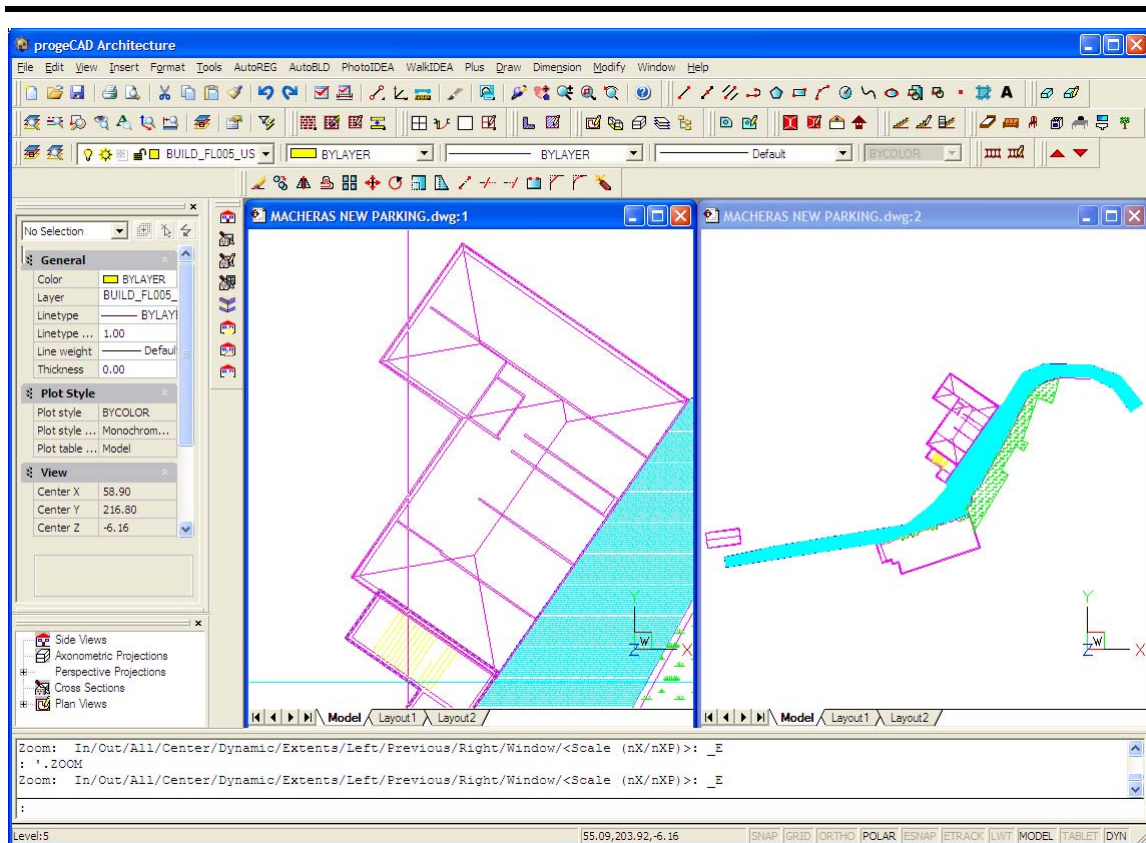 progeCAD Architecture
File Edit View Insert Format Tools AutoREG AutoBLD PhotoIDEA WalkIDEA Plus Draw Dimension Modify Window Help
BUILD_FL005_US BYLAYER BYLAYER Default BYCOLOR
MACHERAS NEW PARKING.dwg:1
MACHERAS NEW PARKING.dwg:2
No Selection
General
Color BYLAYER
Layer BUILD_FL005_
Linetype BYLAY
Linetype ... 1.00
Line weight Defaul
Thickness 0.00
Plot Style
Plot style BYCOLOR
Plot style ... Monochrom...
Plot table ... Model
View
Center X 58.90
Center Y 216.80
Center Z -6.16
Side Views
Axonometric Projections
Perspective Projections
Cross Sections
Plan Views
Y
W
Z X
Y
W
Z X
Model Layout1 Layout2
Model Layout1 Layout2
Zoom: In/Out/All/Center/Dynamic/Extents/Left/Previous/Right/Window/<Scale (nX/nXP)>: _E
: '.ZOOM
Zoom: In/Out/All/Center/Dynamic/Extents/Left/Previous/Right/Window/<Scale (nX/nXP)>: _E
:
Level:5 55.09,203.92,-6.16 SNAP GRID ORTHO POLAR ESNAP ETRACK LWT MODEL TABLET DYN